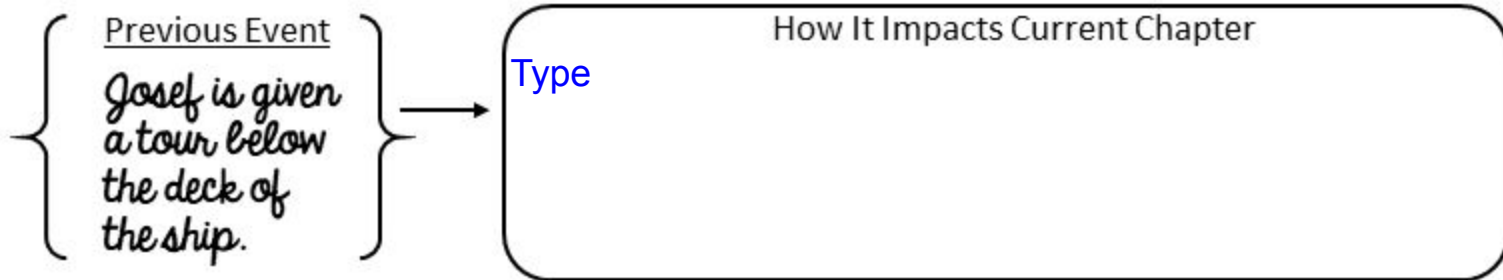 Previous Event
Josef is given
a tour below
the deck of
the ship.
How It Impacts Current Chapter
Type